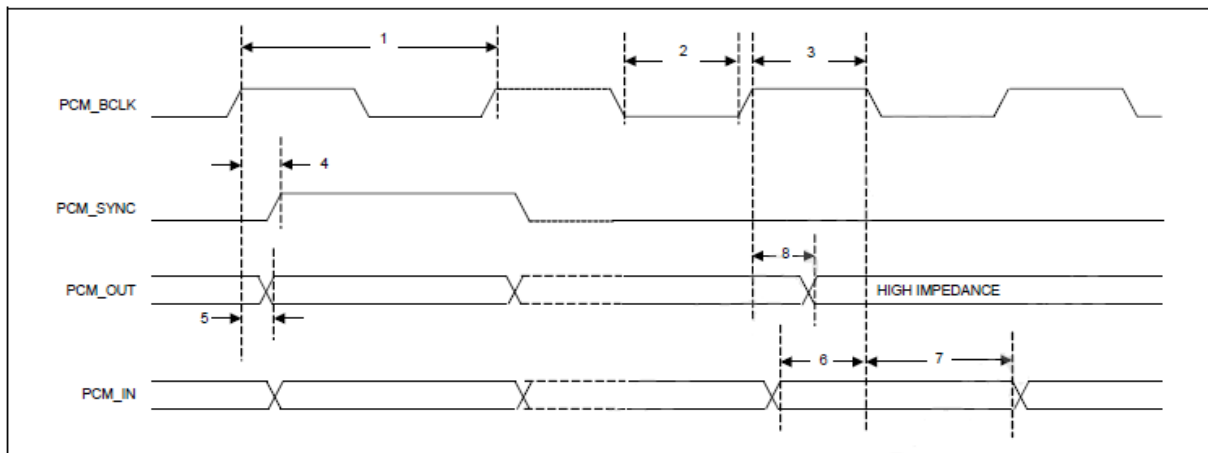 1
2
3
PCM_BCLK
4
PCM_SYNC
8
PCM_OUT
HIGH IMPEDANCE
5
6
7
PCM_IN